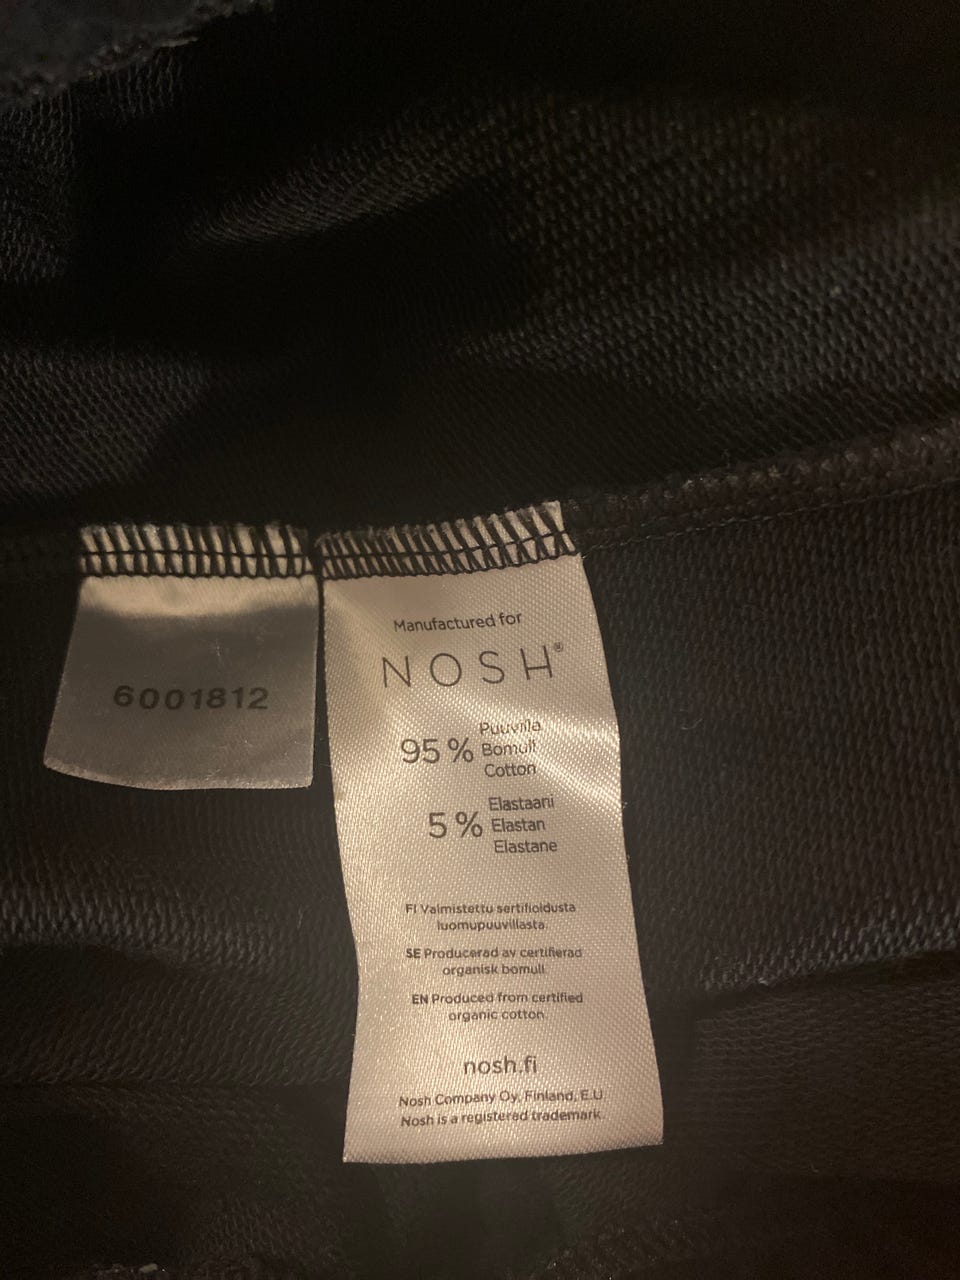 6001812
Manufactured for
NOSH®
95 %
Puuvilla
Bomull
Cotton
5 %
Elastaani
Elastan
Elastane
FI Valmistettu sertifioidusta
luomupuuvillasta.
SE Producerad av certifierad
organisk bomull.
EN Produced from certified
organic cotton.
nosh.fi
Nosh Company Oy, Finland, E.U.
Nosh is a registered trademark.